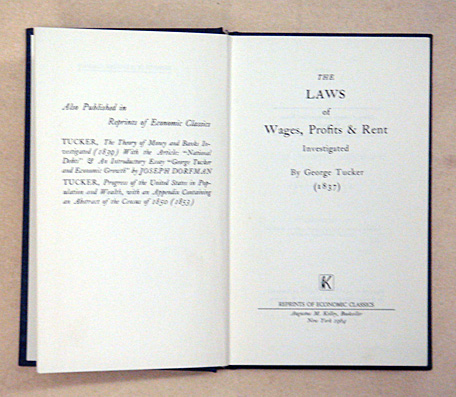 Also Published in
Reprints of Economic Classics
TUCKER, The Theory of Money and Banks In-
vestigated (1839) With the Article: "National
Debts" & An Introductory Essay "George Tucker
and Economic Growth" by JOSEPH DORFMAN
TUCKER, Progress of the United States in Pop-
ulation and Wealth, with an Appendix Containing
an Abstract of the Census of 1850 (1853)
THE
LAWS
of
Wages, Profits & Rent
Investigated
By George Tucker
(1837)
K
REPRINTS OF ECONOMIC CLASSICS
Augustus M. Kelley, Bookseller
New York 1964